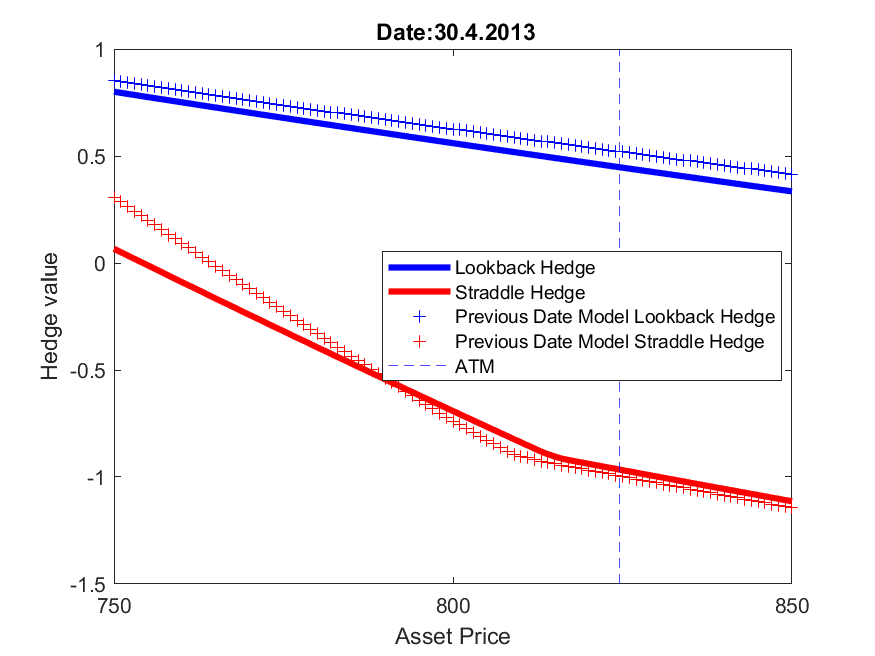 Date:30.4.2013
1
0.5
0
-0.5
-1
-1.5
Hedge value
Lookback Hedge
Straddle Hedge
Previous Date Model Lookback Hedge
Previous Date Model Straddle Hedge
ATM
750 800 850
Asset Price